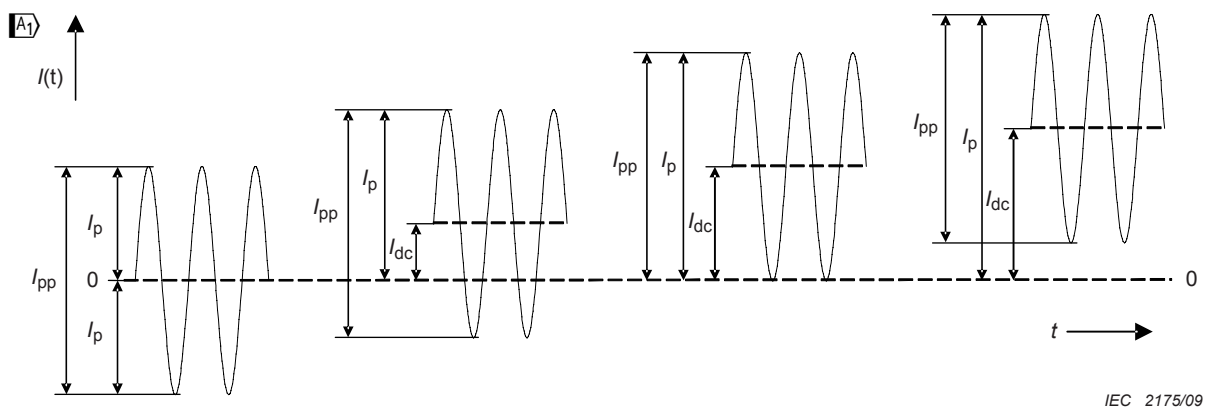 A1
I(t)
Ipp
Ip
0
Ip
Ipp
Ip
Idc
Ipp
Ip
Idc
Ipp
Ip
Idc
0
t
IEC 2175/09